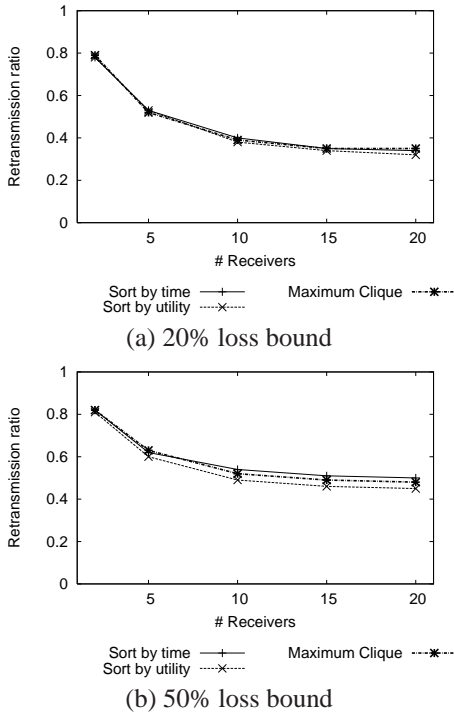 1
0.8
0.6
0.4
0.2
0
Retransmission ratio
5 10 15 20
# Receivers
Sort by time Maximum Clique
Sort by utility
(a) 20% loss bound
1
0.8
0.6
0.4
0.2
0
Retransmission ratio
5 10 15 20
# Receivers
Sort by time Maximum Clique
Sort by utility
(b) 50% loss bound